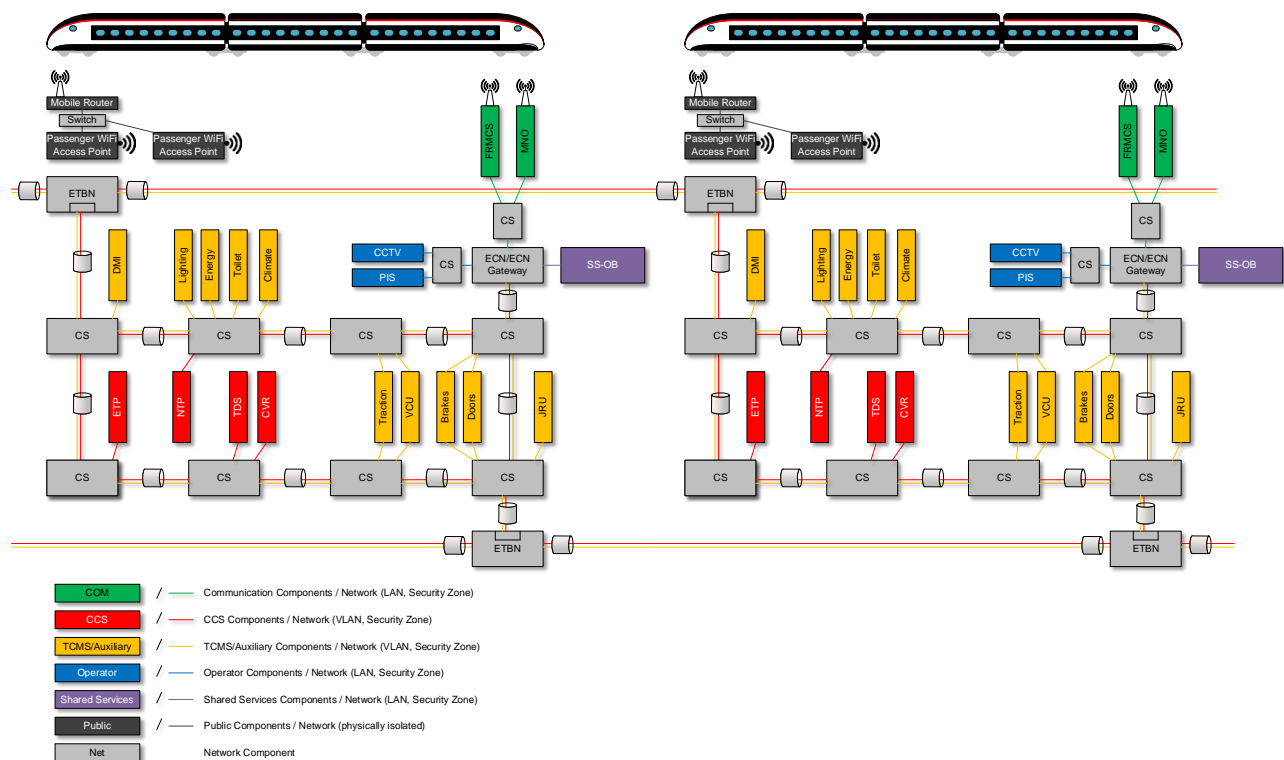 Mobile Router
Mobile Router
Switch
Switch
Passenger WiFi
Access Point
Passenger WiFi
Access Point
FRMCS
MNO
Passenger WiFi
Access Point
Passenger WiFi
Access Point
FRMCS
MNO
ETBN
ETBN
CS
CS
DMI
Lighting
Energy
Toilet
Climate
CCTV
PIS
CS
ECN/ECN
Gateway
SS-OB
DMI
Lighting
Energy
Toilet
Climate
CCTV
PIS
CS
ECN/ECN
Gateway
SS-OB
CS
CS
CS
CS
CS
CS
CS
CS
ETP
NTP
TDS
CVR
Traction
VCU
Brakes
Doors
JRU
ETP
NTP
TDS
CVR
Traction
VCU
Brakes
Doors
JRU
CS
CS
CS
CS
CS
CS
CS
CS
ETBN
ETBN
COM / Communication Components / Network (LAN, Security Zone)
CCS / CCS Components / Network (VLAN, Security Zone)
TCMS/Auxiliary / TCMS/Auxiliary Components / Network (VLAN, Security Zone)
Operator / Operator Components / Network (LAN, Security Zone)
Shared Services / Shared Services Components / Network (LAN, Security Zone)
Public / Public Components / Network (physically isolated)
Net Network Component